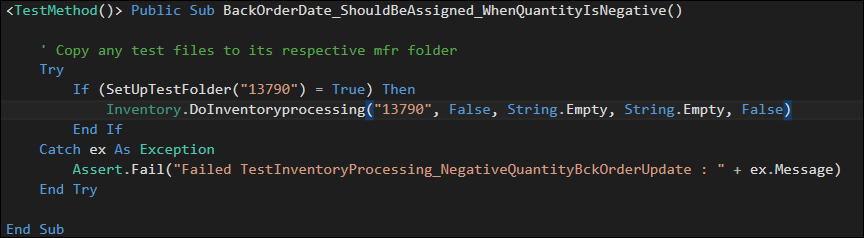 <TestMethod()> Public Sub BackOrderDate_ShouldBeAssigned_WhenQuantityIsNegative()
' Copy any test files to its respective mfr folder
Try
If (SetUpTestFolder("13790") = True) Then
Inventory.DoInventoryprocessing("13790", False, String.Empty, String.Empty, False)
End If
Catch ex As Exception
Assert.Fail("Failed TestInventoryProcessing_NegativeQuantityBckOrderUpdate : " + ex.Message)
End Try
End Sub